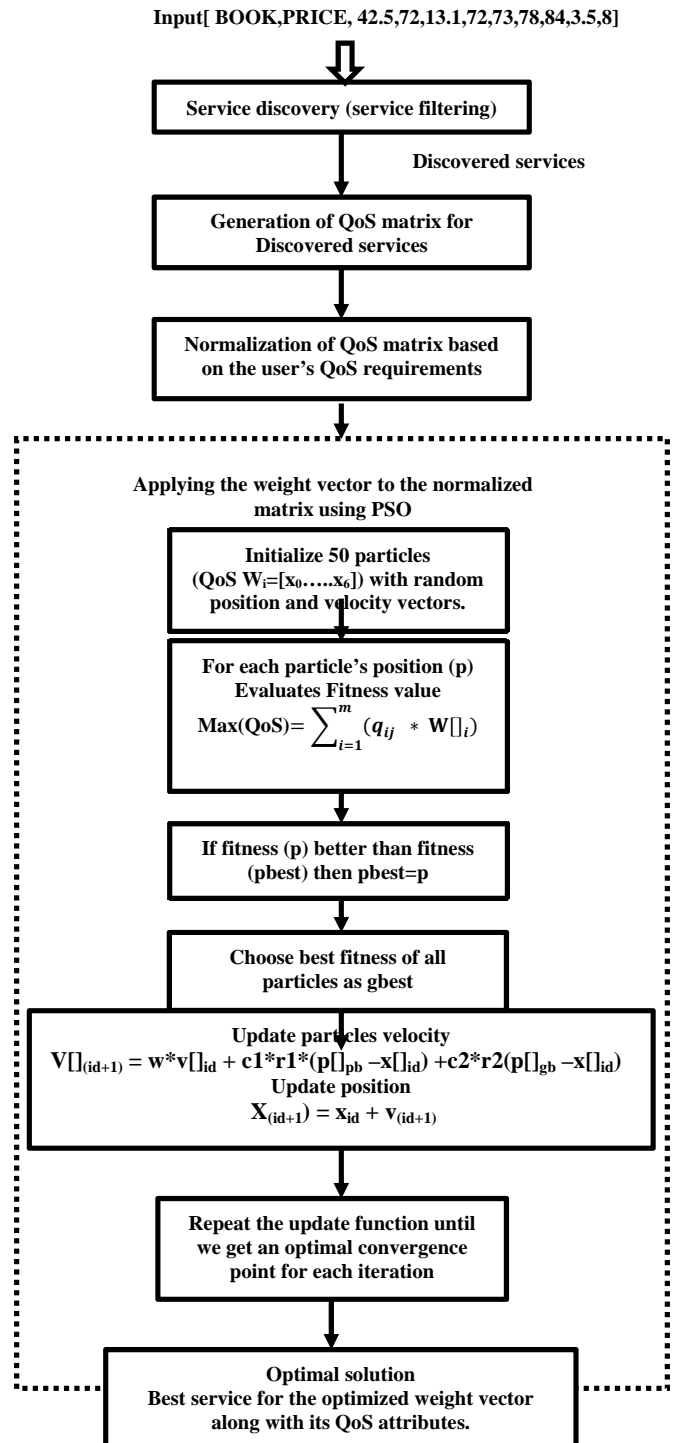 Input[ BOOK,PRICE, 42.5,72,13.1,72,73,78,84,3.5,8]
Service discovery (service filtering)
Discovered services
Generation of QoS matrix for
Discovered services
Normalization of QoS matrix based
on the user’s QoS requirements
Applying the weight vector to the normalized
matrix using PSO
Initialize 50 particles
(QoS Wᵢ=[x₀…..x₆]) with random
position and velocity vectors.
For each particle’s position (p)
Evaluates Fitness value
Max(QoS)= ∑ᵢ₌₁ᵐ (qᵢⱼ * W[]ᵢ)
If fitness (p) better than fitness
(pbest) then pbest=p
Choose best fitness of all
particles as gbest
Update particles velocity
V[]₍id+1₎ = w*v[]id + c1*r1*(p[]pb –x[]id) +c2*r2(p[]gb –x[]id)
Update position
X₍id+1) = xid + v₍id+1₎
Repeat the update function until
we get an optimal convergence
point for each iteration
Optimal solution
Best service for the optimized weight vector
along with its QoS attributes.